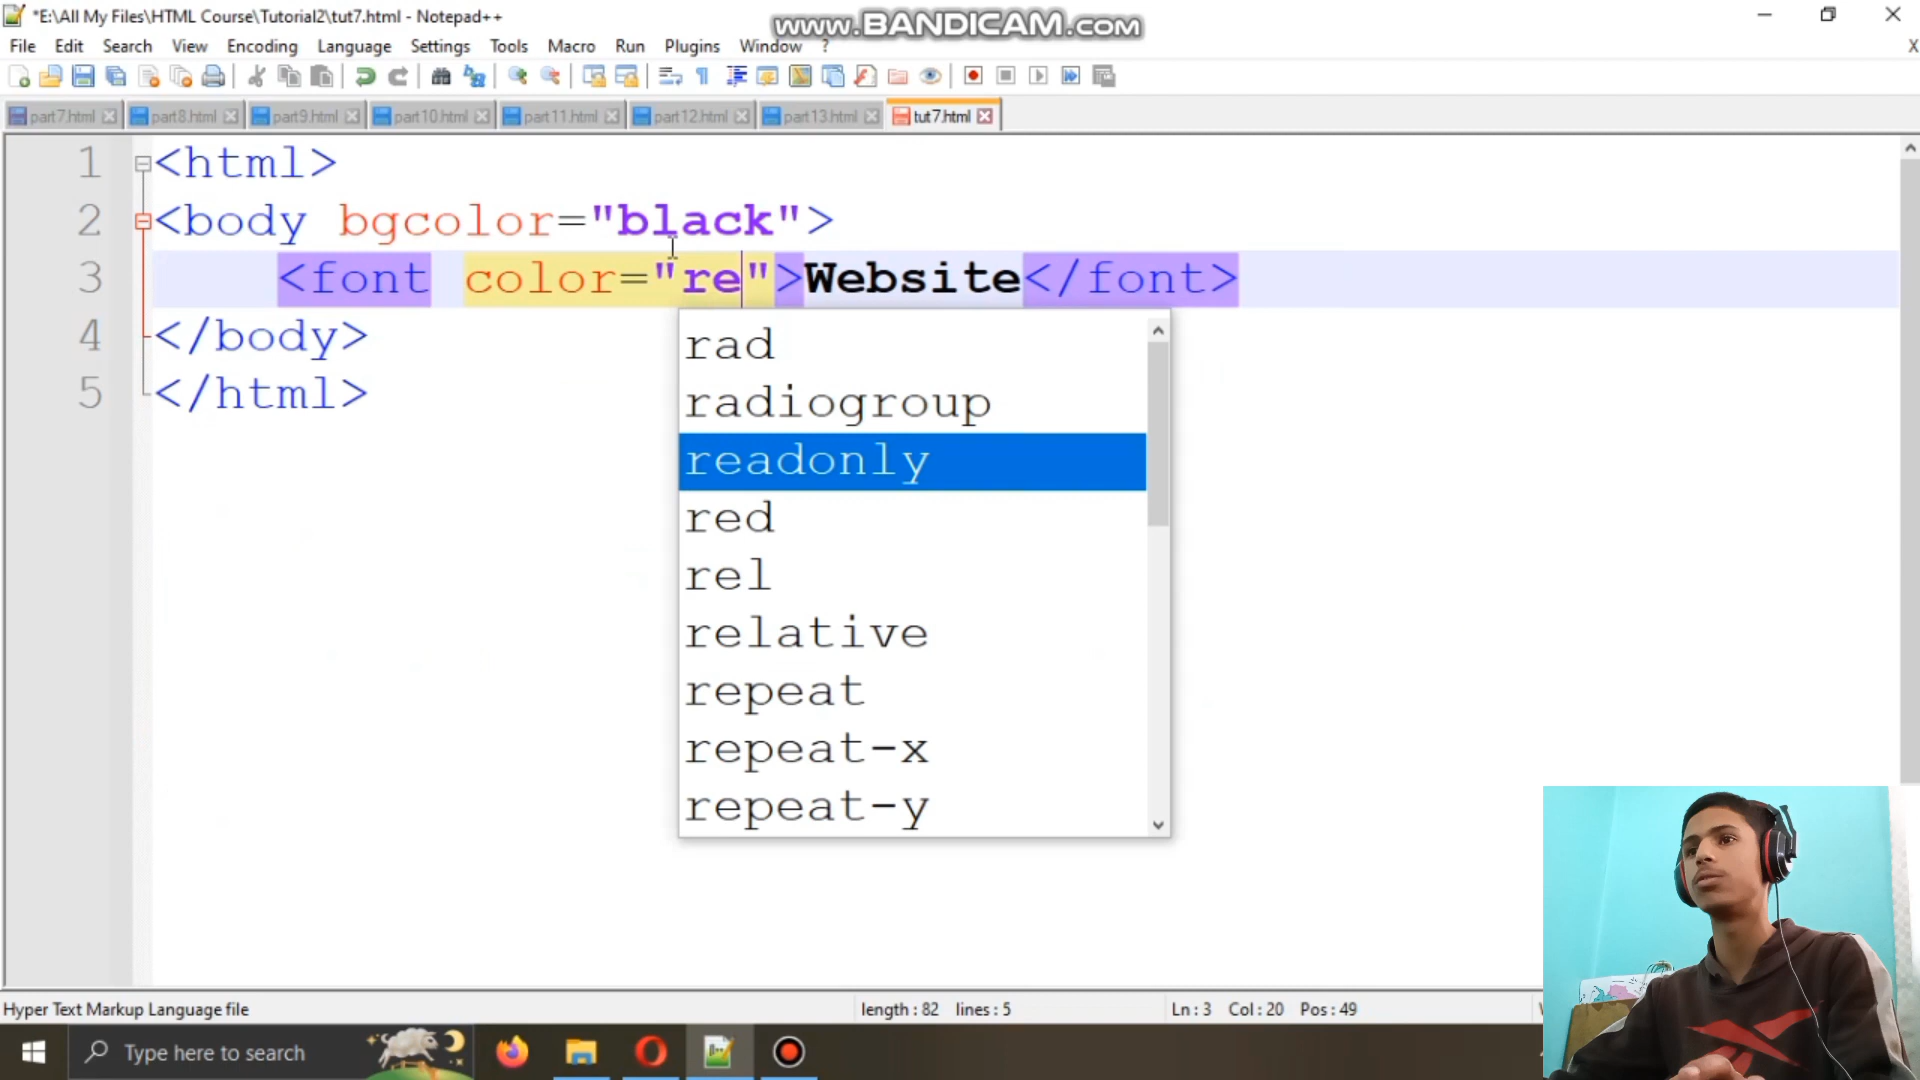 *E:\All My Files\HTML Course\Tutorial2\tut7.html - Notepad++
www.BANDICAM.com
File Edit Search View Encoding Language Settings Tools Macro Run Plugins Window ?
X
part7.html part8.html part9.html part10.html part11.html part12.html part13.html tut7.html
1 <html>
2 <body bgcolor="black">
3 <font color="re">Website</font>
4 </body>
5 </html>
rad
radiogroup
readonly
red
rel
relative
repeat
repeat-x
repeat-y
Hyper Text Markup Language file length : 82 lines : 5 Ln : 3 Col : 20 Pos : 49
Type here to search